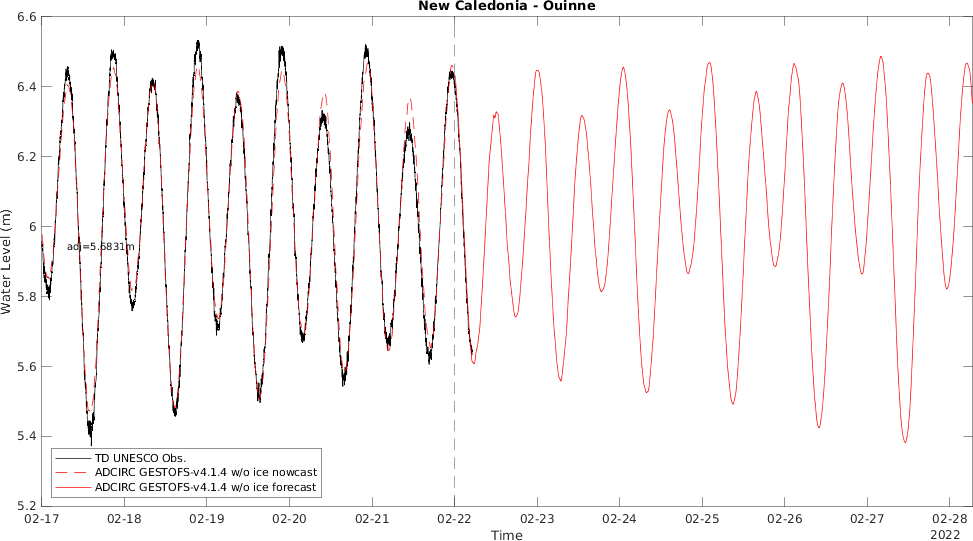 New Caledonia - Ouinne
6.6
6.4
6.2
6
5.8
5.6
5.4
5.2
Water Level (m)
adj=5.6831m
TD UNESCO Obs.
ADCIRC GESTOFS-v4.1.4 w/o ice nowcast
ADCIRC GESTOFS-v4.1.4 w/o ice forecast
02-17 02-18 02-19 02-20 02-21 02-22 02-23 02-24 02-25 02-26 02-27 02-28
2022
Time